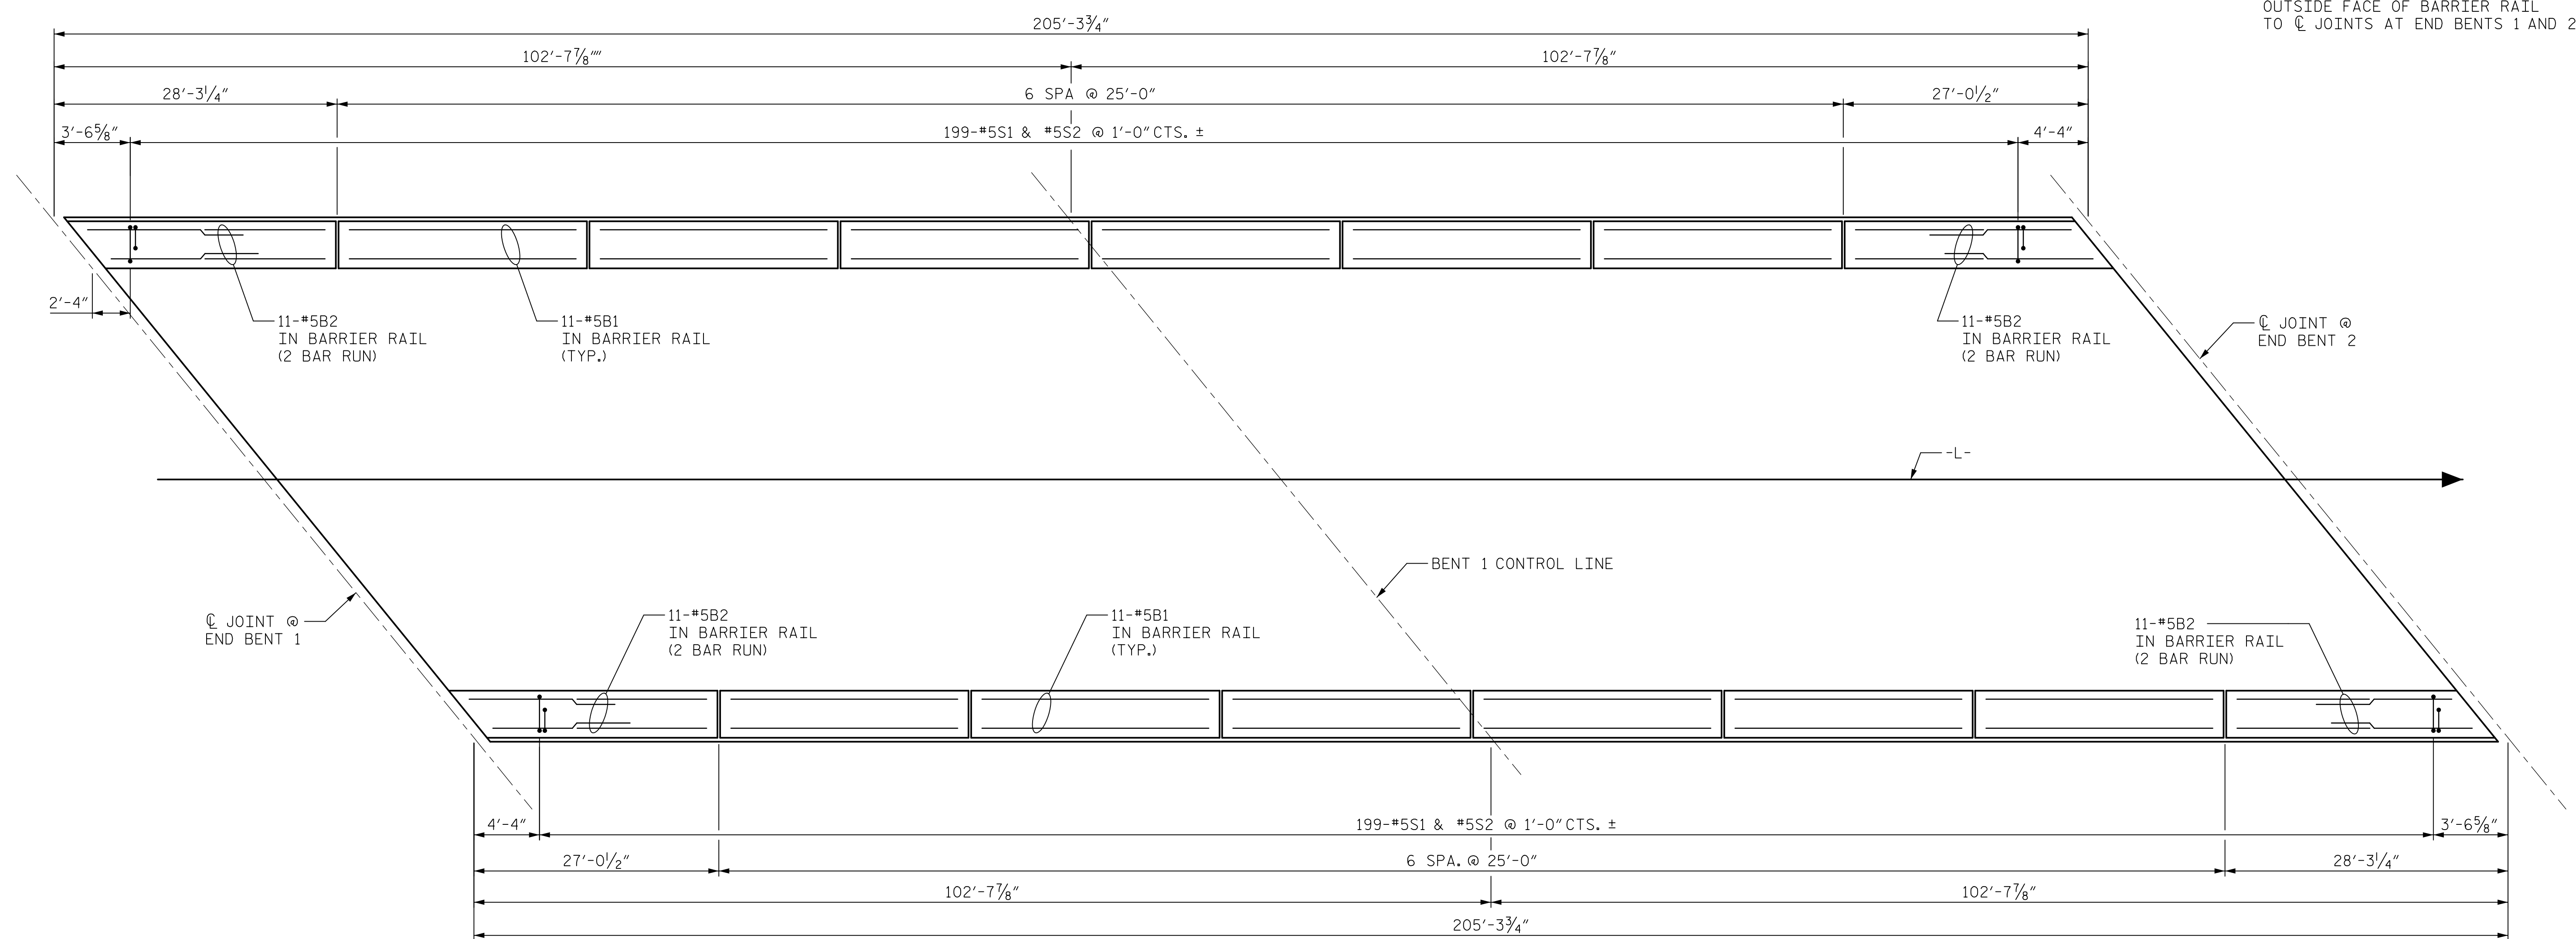 OUTSIDE FACE OF BARRIER RAIL
TO ℄ JOINTS AT END BENTS 1 AND 2
205'-3¾"
102'-7⅞""
102'-7⅞"
28'-3¼"
6 SPA @ 25'-0"
27'-0½"
3'-6⅝"
199-#5S1 & #5S2 @ 1'-0" CTS. ±
4'-4"
2'-4"
11-#5B2
IN BARRIER RAIL
(2 BAR RUN)
11-#5B1
IN BARRIER RAIL
(TYP.)
11-#5B2
IN BARRIER RAIL
(2 BAR RUN)
℄ JOINT @
END BENT 2
-L-
BENT 1 CONTROL LINE
℄ JOINT @
END BENT 1
11-#5B2
IN BARRIER RAIL
(2 BAR RUN)
11-#5B1
IN BARRIER RAIL
(TYP.)
11-#5B2
IN BARRIER RAIL
(2 BAR RUN)
4'-4"
199-#5S1 & #5S2 @ 1'-0" CTS. ±
3'-6⅝"
27'-0½"
6 SPA. @ 25'-0"
28'-3¼"
102'-7⅞"
102'-7⅞"
205'-3¾"